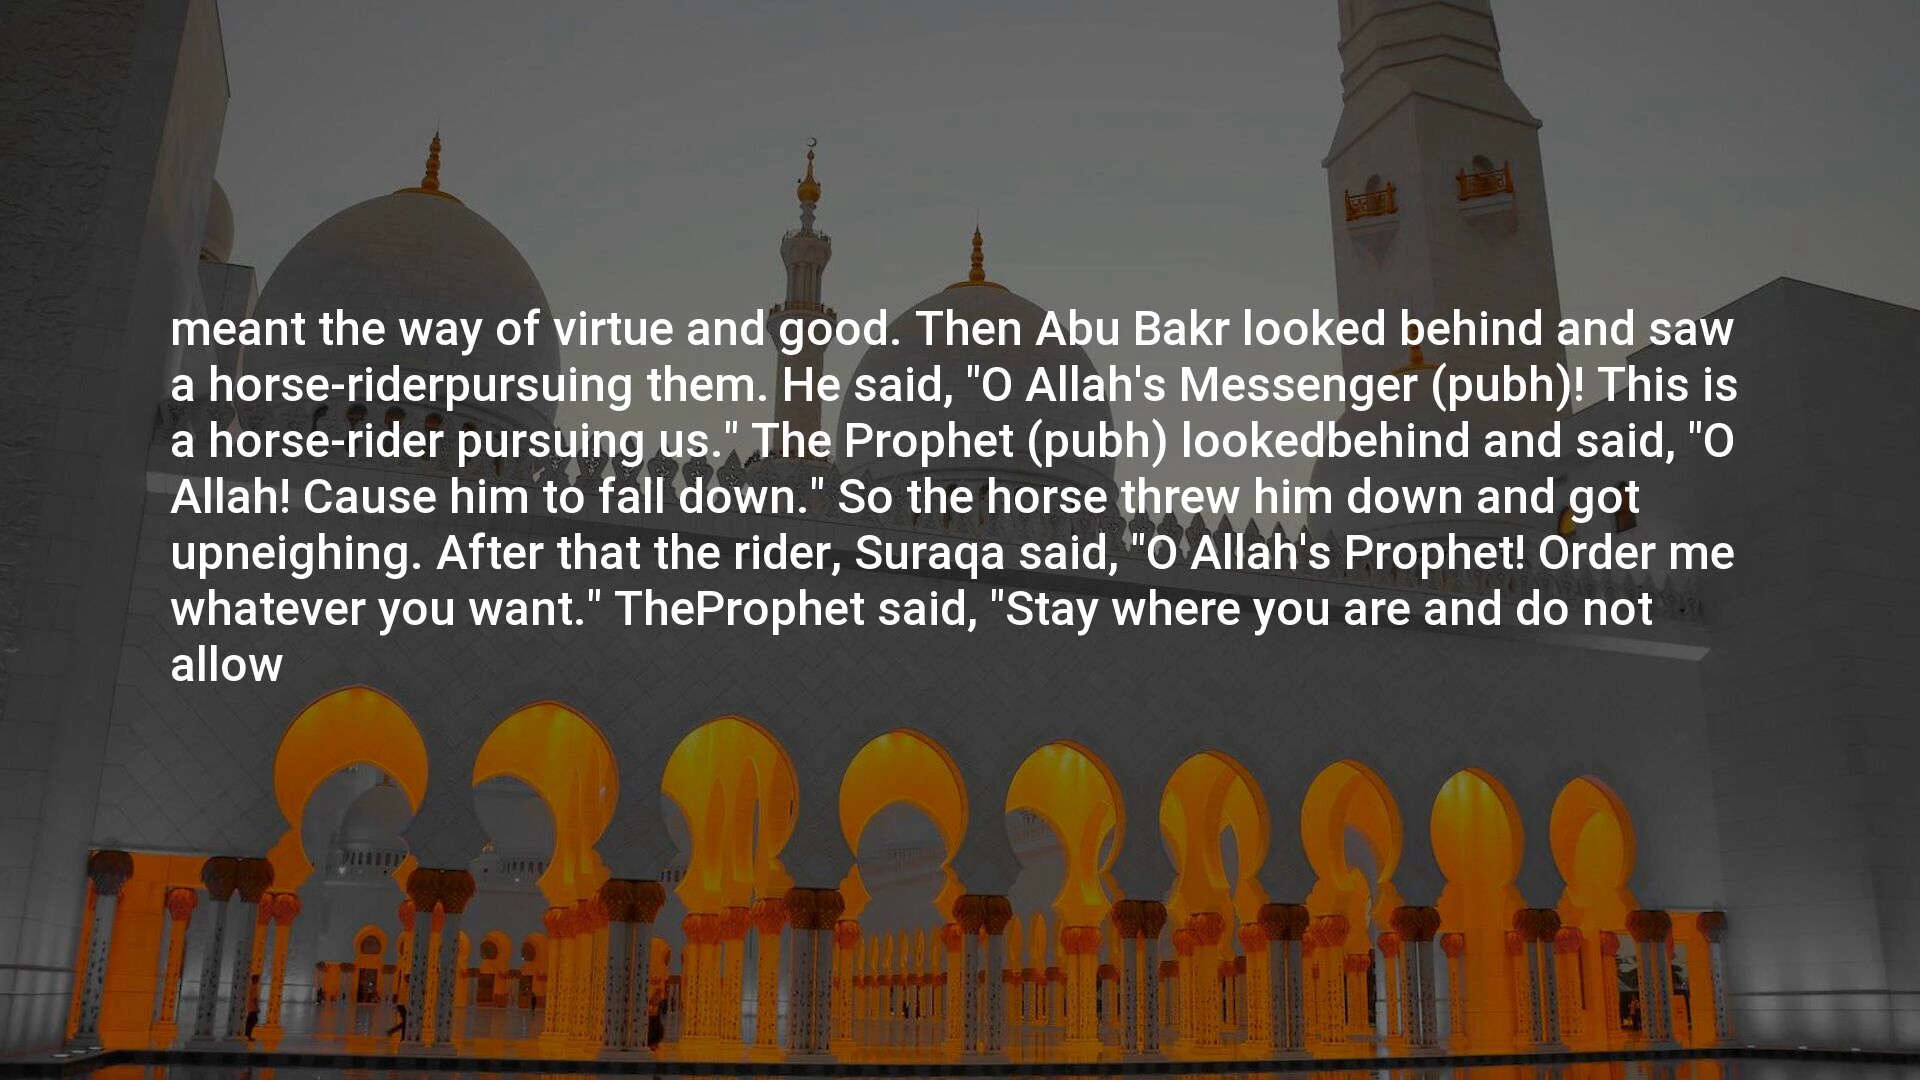 meant the way of virtue and good. Then Abu Bakr looked behind and saw
a horse-riderpursuing them. He said, "O Allah's Messenger (pubh)! This is
a horse-rider pursuing us." The Prophet (pubh) lookedbehind and said, "O
Allah! Cause him to fall down." So the horse threw him down and got
upneighing. After that the rider, Suraqa said, "O Allah's Prophet! Order me
whatever you want." TheProphet said, "Stay where you are and do not
allow